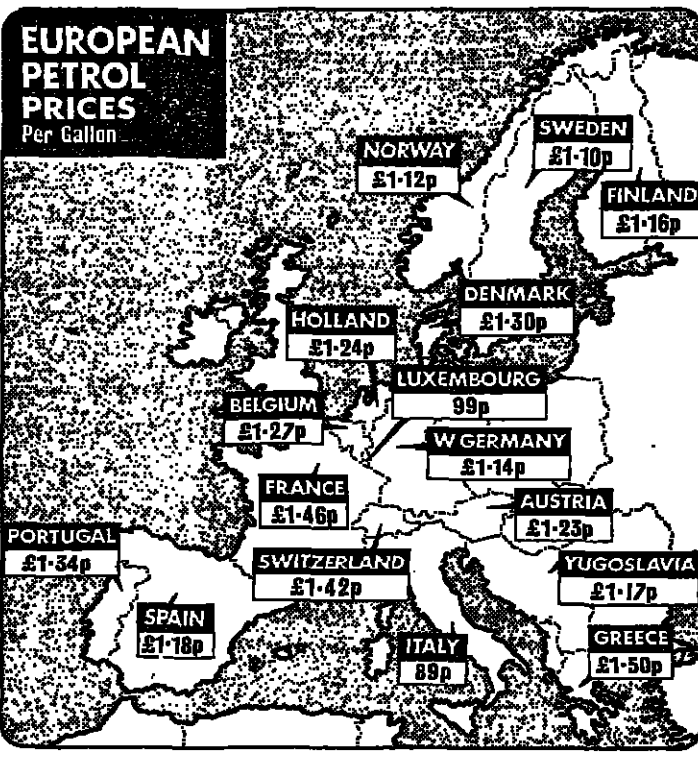 EUROPEAN
PETROL
PRICES
Per Gallon
NORWAY
£1·12p
SWEDEN
£1·10p
FINLAND
£1·16p
DENMARK
£1·30p
HOLLAND
£1·24p
LUXEMBOURG
99p
BELGIUM
£1·27p
W GERMANY
£1·14p
FRANCE
£1·46p
AUSTRIA
£1·23p
PORTUGAL
£1·34p
SWITZERLAND
£1·42p
YUGOSLAVIA
£1·17p
SPAIN
£1·18p
ITALY
89p
GREECE
£1·50p